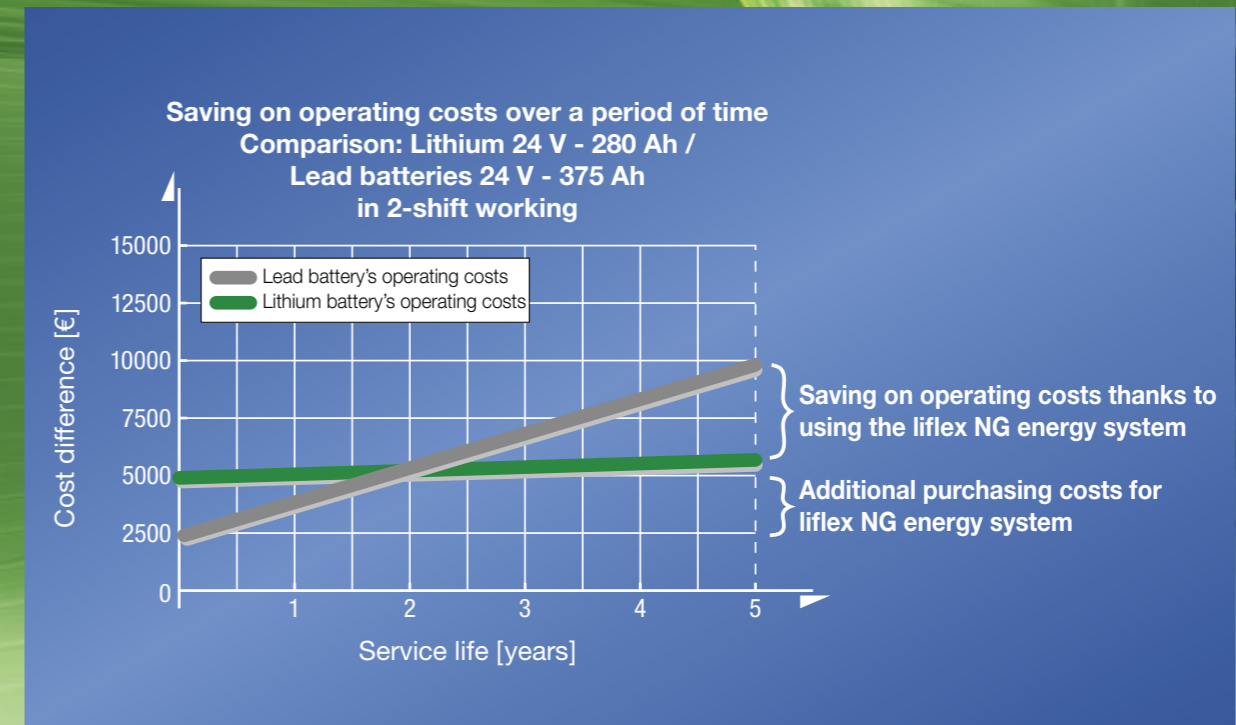 Saving on operating costs over a period of time
Comparison: Lithium 24 V - 280 Ah /
Lead batteries 24 V - 375 Ah
in 2-shift working
15000
12500
10000
7500
5000
2500
0
Cost difference [€]
Lead battery's operating costs
Lithium battery's operating costs
Saving on operating costs thanks to
using the liflex NG energy system
Additional purchasing costs for
liflex NG energy system
1 2 3 4 5
Service life [years]